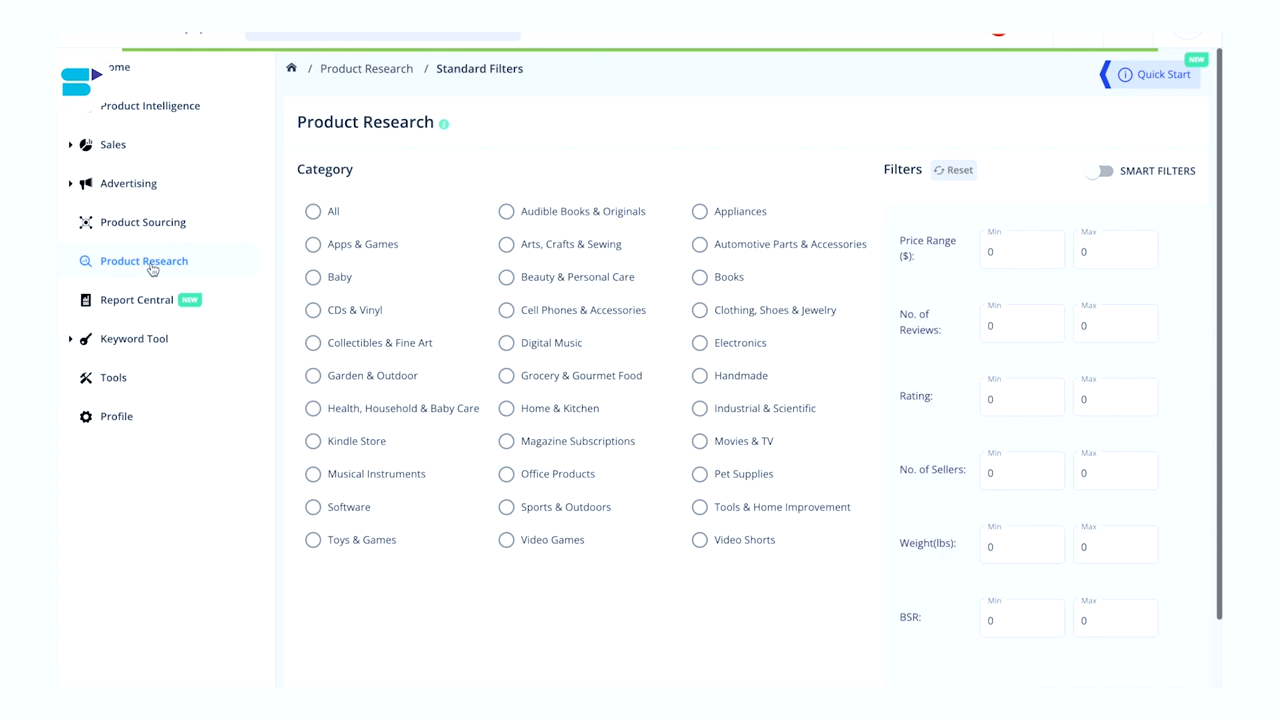 ome
Product Intelligence
Sales
Advertising
Product Sourcing
Product Research
Report Central NEW
Keyword Tool
Tools
Profile
/ Product Research / Standard Filters
NEW
Quick Start
Product Research
Category
All
Audible Books & Originals
Appliances
Apps & Games
Arts, Crafts & Sewing
Automotive Parts & Accessories
Baby
Beauty & Personal Care
Books
CDs & Vinyl
Cell Phones & Accessories
Clothing, Shoes & Jewelry
Collectibles & Fine Art
Digital Music
Electronics
Garden & Outdoor
Grocery & Gourmet Food
Handmade
Health, Household & Baby Care
Home & Kitchen
Industrial & Scientific
Kindle Store
Magazine Subscriptions
Movies & TV
Musical Instruments
Office Products
Pet Supplies
Software
Sports & Outdoors
Tools & Home Improvement
Toys & Games
Video Games
Video Shorts
Filters
Reset
SMART FILTERS
Price Range
($):
Min
0
Max
0
No. of
Reviews:
Min
0
Max
0
Rating:
Min
0
Max
0
No. of Sellers:
Min
0
Max
0
Weight(lbs):
Min
0
Max
0
BSR:
Min
0
Max
0